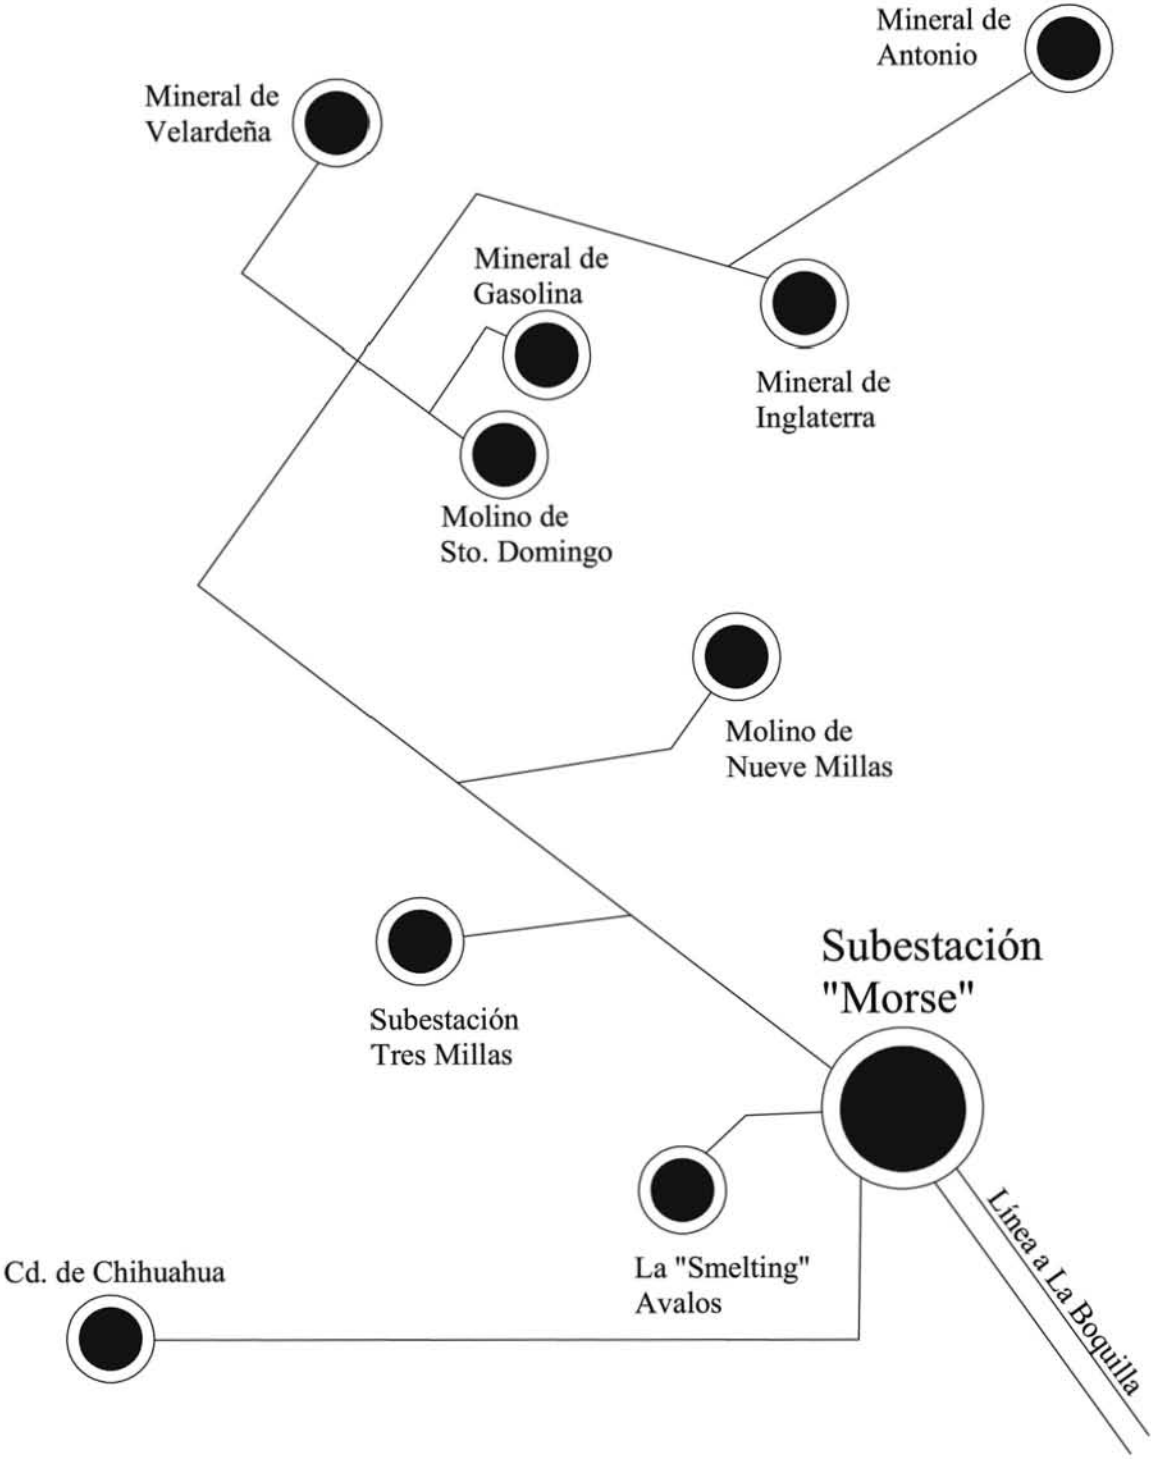 Mineral de
Antonio
Mineral de
Velardeña
Mineral de
Gasolina
Mineral de
Inglaterra
Molino de
Sto. Domingo
Molino de
Nueve Millas
Subestación
"Morse"
Subestación
Tres Millas
Línea a La Boquilla
La "Smelting"
Avalos
Cd. de Chihuahua